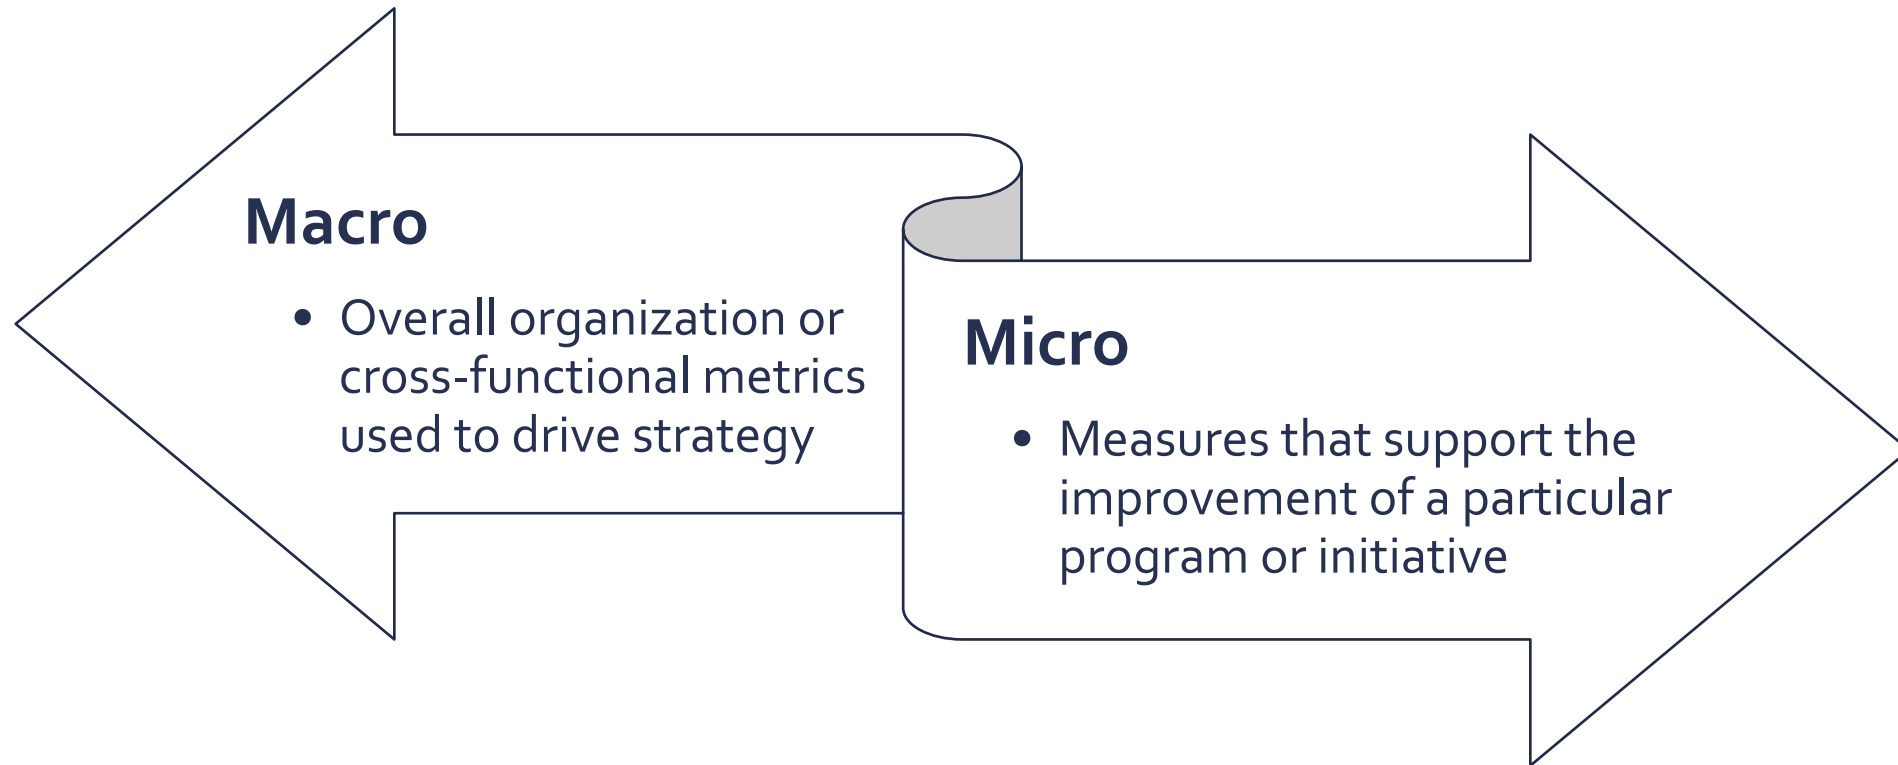 Macro
• Overall organization or
cross-functional metrics
used to drive strategy
Micro
• Measures that support the
improvement of a particular
program or initiative